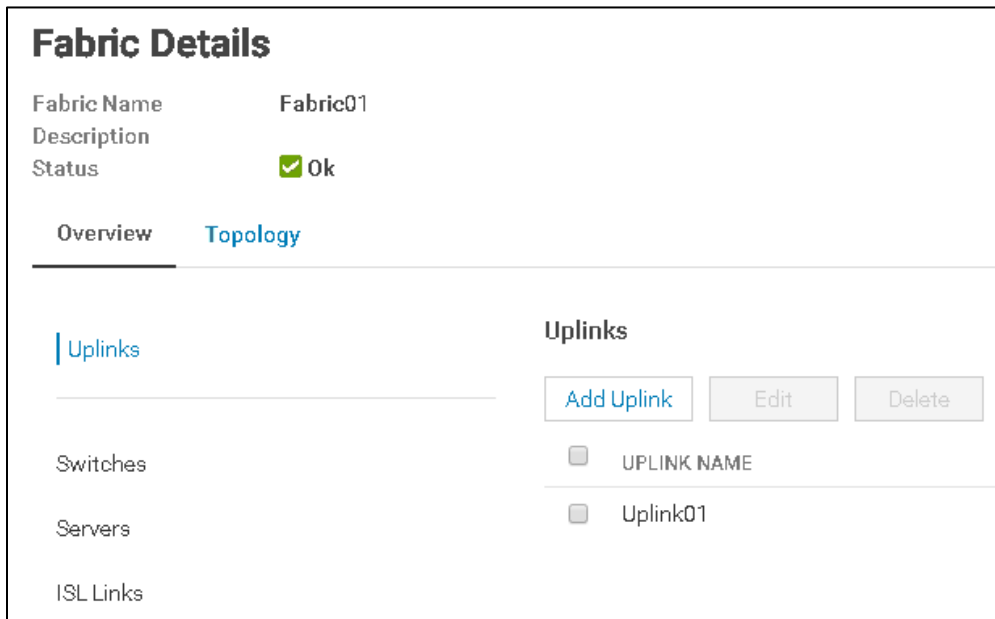 Fabric Details
Fabric Name Fabric01
Description
Status Ok
Overview Topology
Uplinks
Switches
Servers
ISL Links
Uplinks
Add Uplink Edit Delete
UPLINK NAME
Uplink01